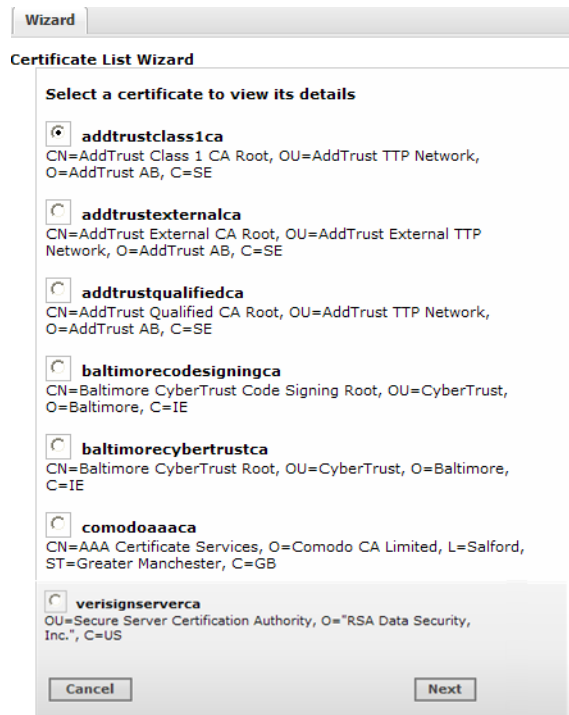 Wizard
Certificate List Wizard
Select a certificate to view its details
addtrustclass1ca
CN=AddTrust Class 1 CA Root, OU=AddTrust TTP Network,
O=AddTrust AB, C=SE
addtrustexternalca
CN=AddTrust External CA Root, OU=AddTrust External TTP
Network, O=AddTrust AB, C=SE
addtrustqualifiedca
CN=AddTrust Qualified CA Root, OU=AddTrust TTP Network,
O=AddTrust AB, C=SE
baltimorecodesigningca
CN=Baltimore CyberTrust Code Signing Root, OU=CyberTrust,
O=Baltimore, C=IE
baltimorecybertrustca
CN=Baltimore CyberTrust Root, OU=CyberTrust, O=Baltimore,
C=IE
comodoaaaca
CN=AAA Certificate Services, O=Comodo CA Limited, L=Salford,
ST=Greater Manchester, C=GB
verisignserverca
OU=Secure Server Certification Authority, O="RSA Data Security,
Inc.", C=US
Cancel Next